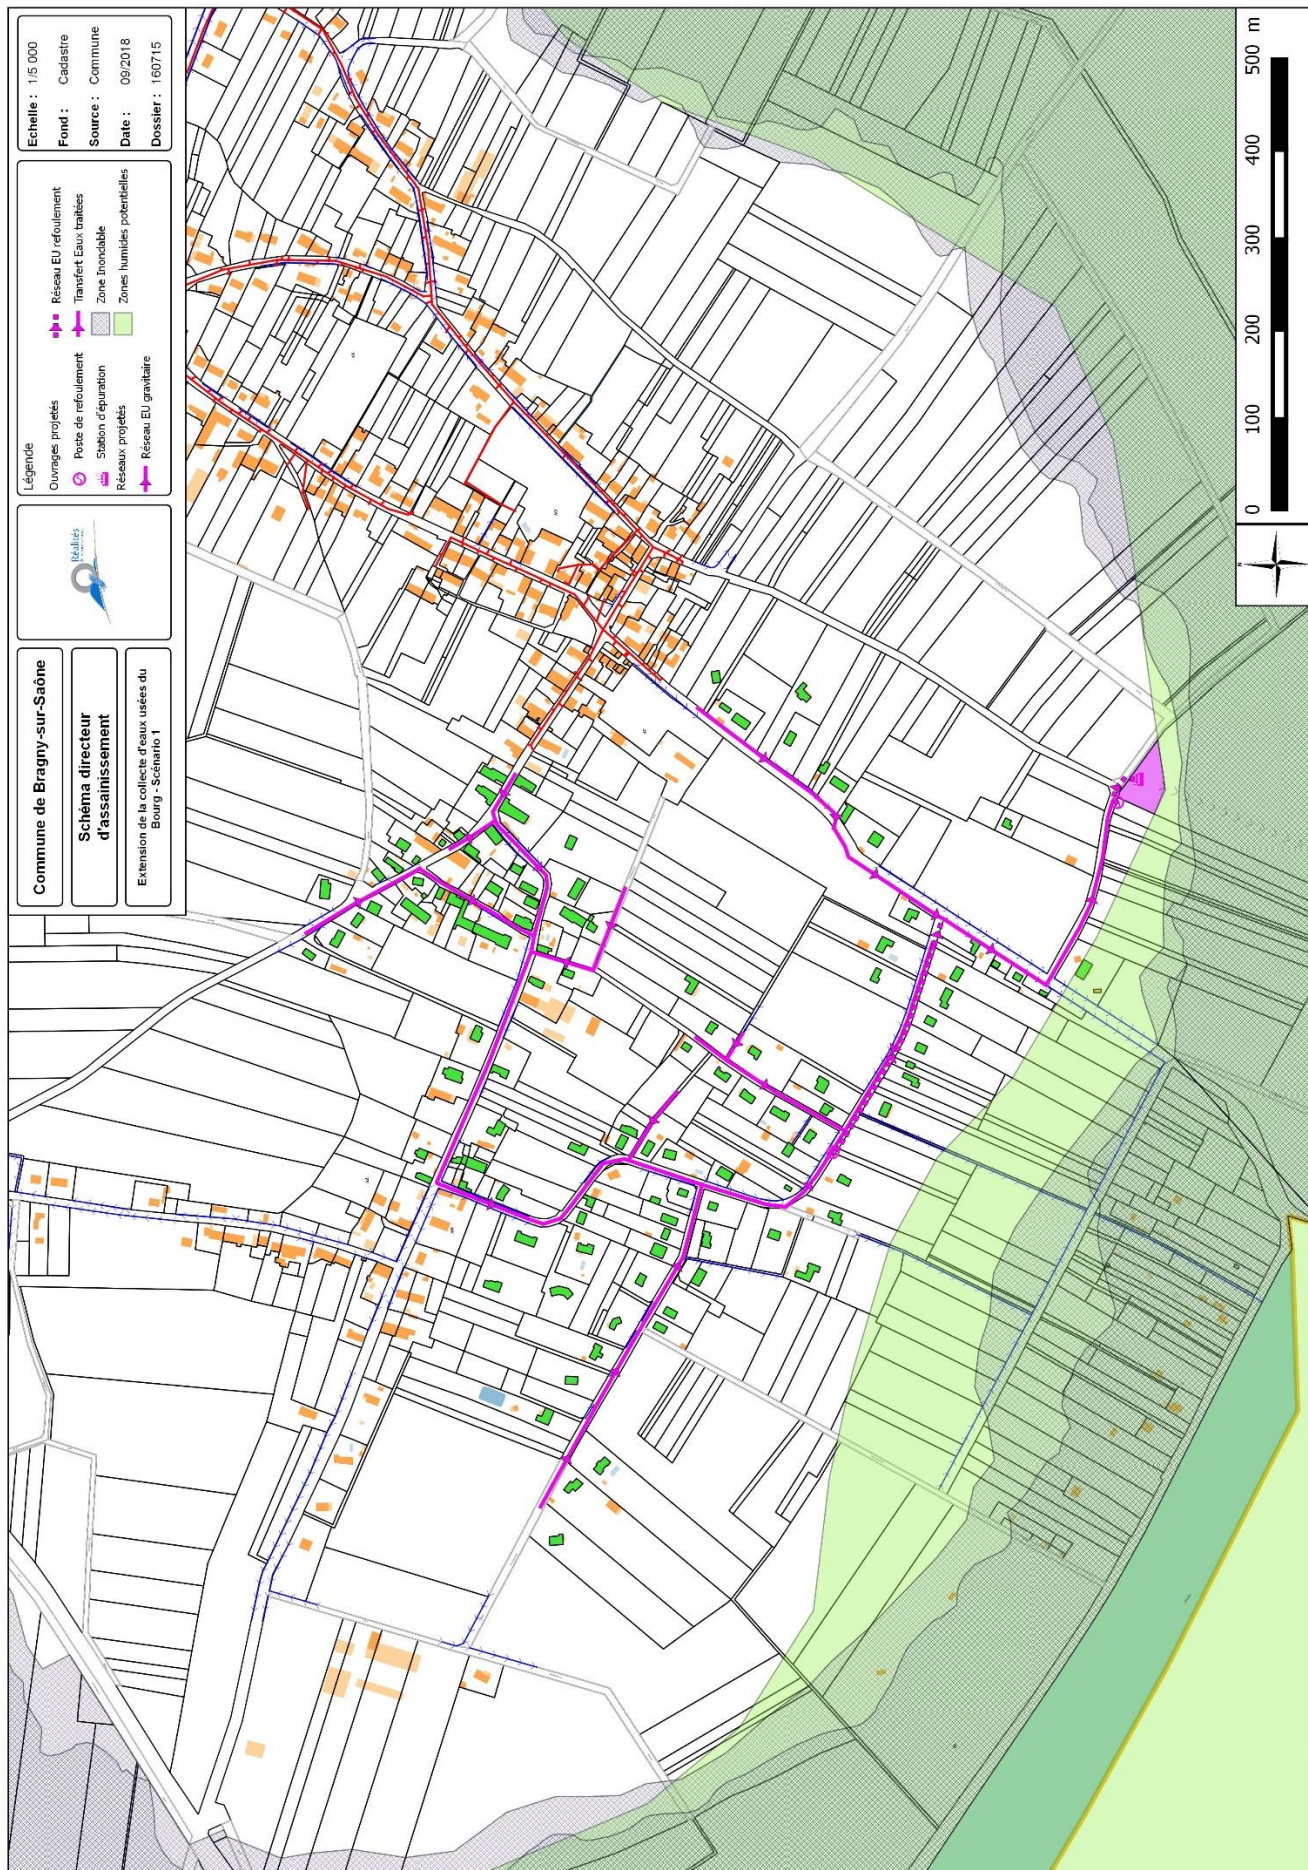 Commune de Bragny-sur-Saône
Schéma directeur
d'assainissement
Extension de la collecte d'eaux usées du
Bourg - Scénario 1
Réalités
Légende
Ouvrages projetés
Poste de refoulement
Station d'épuration
Réseaux projetés
Réseau EU gravitaire
Réseau EU refoulement
Transfert Eaux traitées
Zone Inondable
Zones humides potentielles
Echelle : 1/5 000
Fond : Cadastre
Source : Commune
Date : 09/2018
Dossier : 160715
0 100 200 300 400 500 m